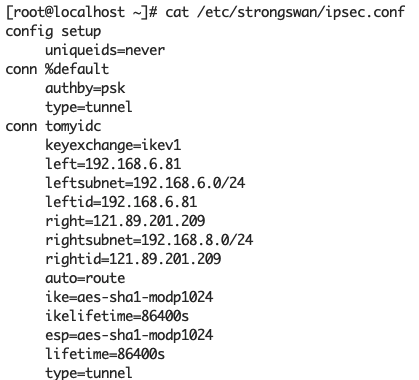 [root@localhost ~]# cat /etc/strongswan/ipsec.conf
config setup
     uniqueids=never
conn %default
     authby=psk
     type=tunnel
conn tomyidc
     keyexchange=ikev1
     left=192.168.6.81
     leftsubnet=192.168.6.0/24
     leftid=192.168.6.81
     right=121.89.201.209
     rightsubnet=192.168.8.0/24
     rightid=121.89.201.209
     auto=route
     ike=aes-sha1-modp1024
     ikelifetime=86400s
     esp=aes-sha1-modp1024
     lifetime=86400s
     type=tunnel